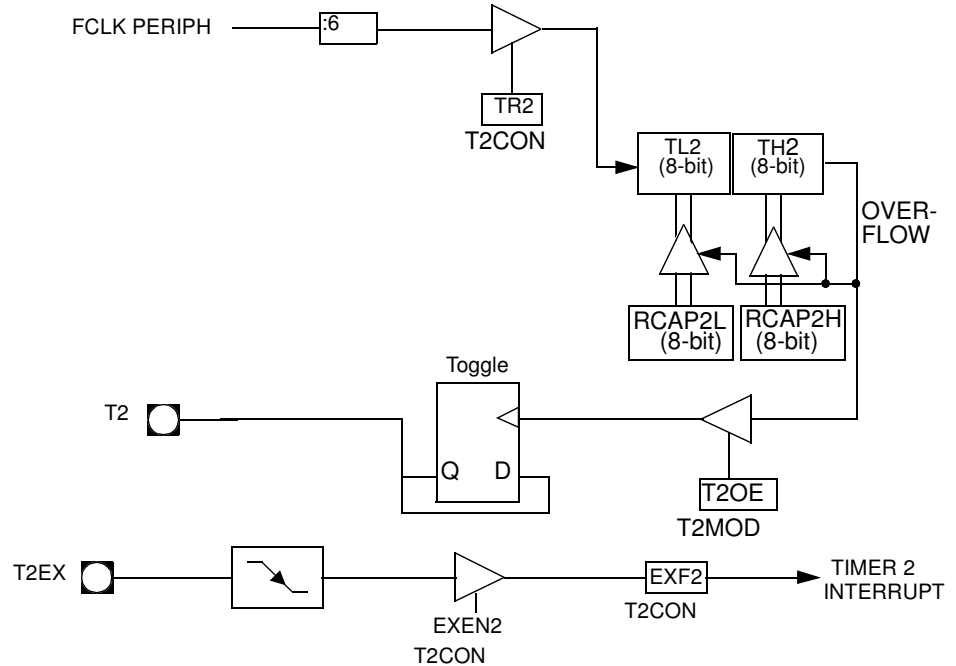 FCLK PERIPH
:6
TR2
T2CON
TL2
(8-bit)
TH2
(8-bit)
OVER-
FLOW
RCAP2L
(8-bit)
RCAP2H
(8-bit)
Toggle
T2
Q D
T2OE
T2MOD
T2EX
EXEN2
T2CON
EXF2
T2CON
TIMER 2
INTERRUPT